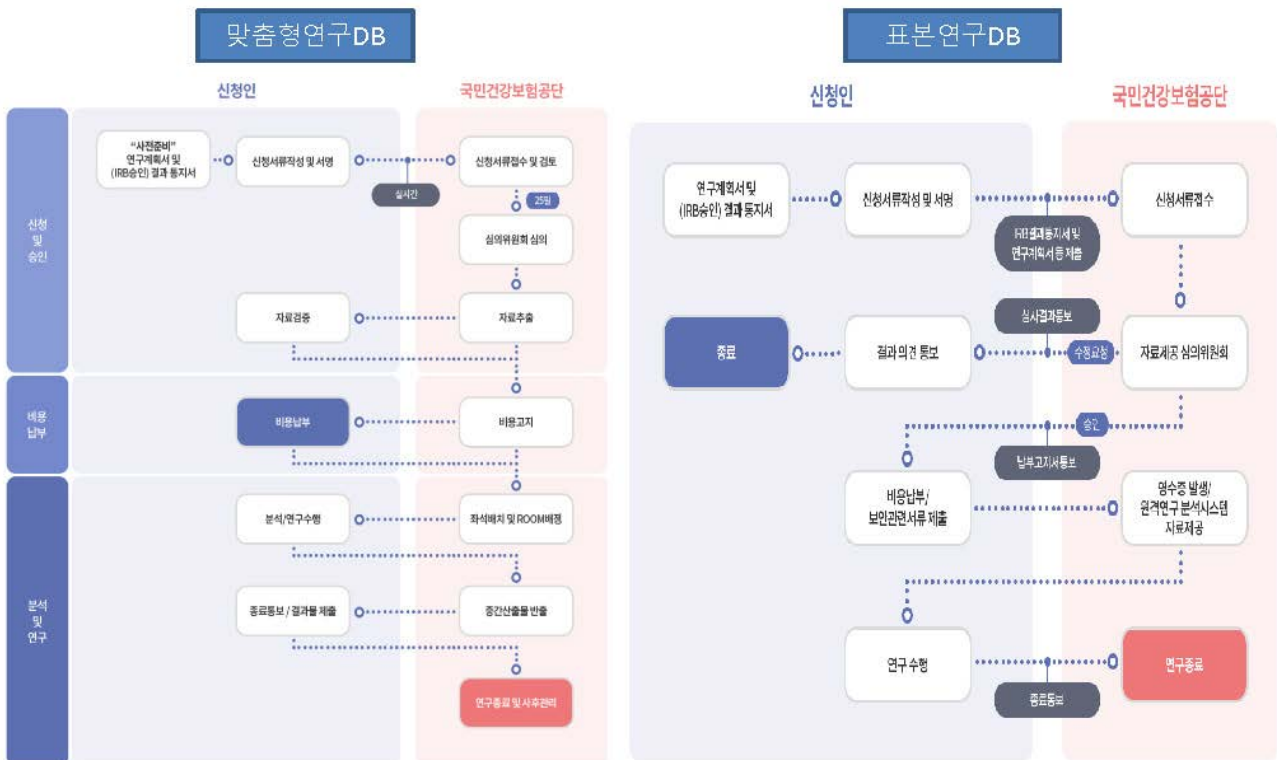 맞춤형연구DB
신청인
국민건강보험공단
신청
및
승인
"사전준비"
연구계획서 및
(IRB승인) 결과 통지서
신청서류작성 및 서명
실시간
신청서류접수 및 검토
25일
심의위원회 심의
자료검증
자료추출
비용
납부
비용납부
비용고지
분석
및
연구
분석/연구수행
좌석배치 및 ROOM배정
종료통보 / 결과물 제출
중간산출물 반출
연구종료 및 사후관리
표본연구DB
신청인
국민건강보험공단
연구계획서 및
(IRB승인) 결과 통지서
신청서류작성 및 서명
IRB결과통지서 및
연구계획서 등 제출
신청서류접수
종료
결과 의견 통보
심사결과통보
수정요청
자료제공 심의위원회
승인
납부고지서통보
비용납부/
보안관련서류 제출
영수증 발생/
원격연구 분석시스템
자료제공
연구 수행
종료통보
연구종료